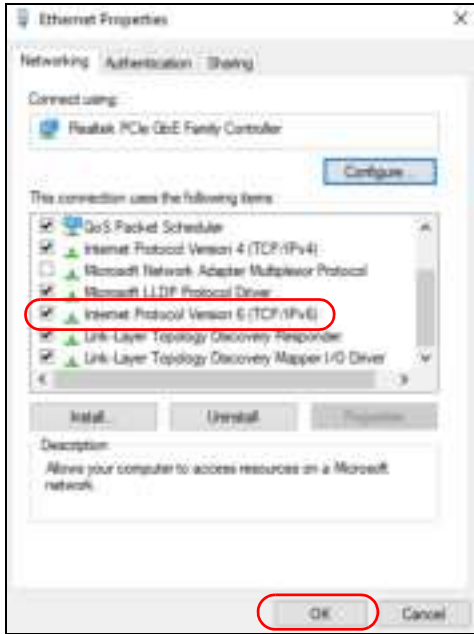 Ethernet Properties
Networking Authentication Sharing
Connect using:
Realtek PCIe GbE Family Controller
Configure...
This connection uses the following items:
QoS Packet Scheduler
Internet Protocol Version 4 (TCP/IPv4)
Microsoft Network Adapter Multiplexor Protocol
Microsoft LLDP Protocol Driver
Internet Protocol Version 6 (TCP/IPv6)
Link-Layer Topology Discovery Responder
Link-Layer Topology Discovery Mapper I/O Driver
Install... Uninstall Properties
Description
Allows your computer to access resources on a Microsoft
network.
OK Cancel